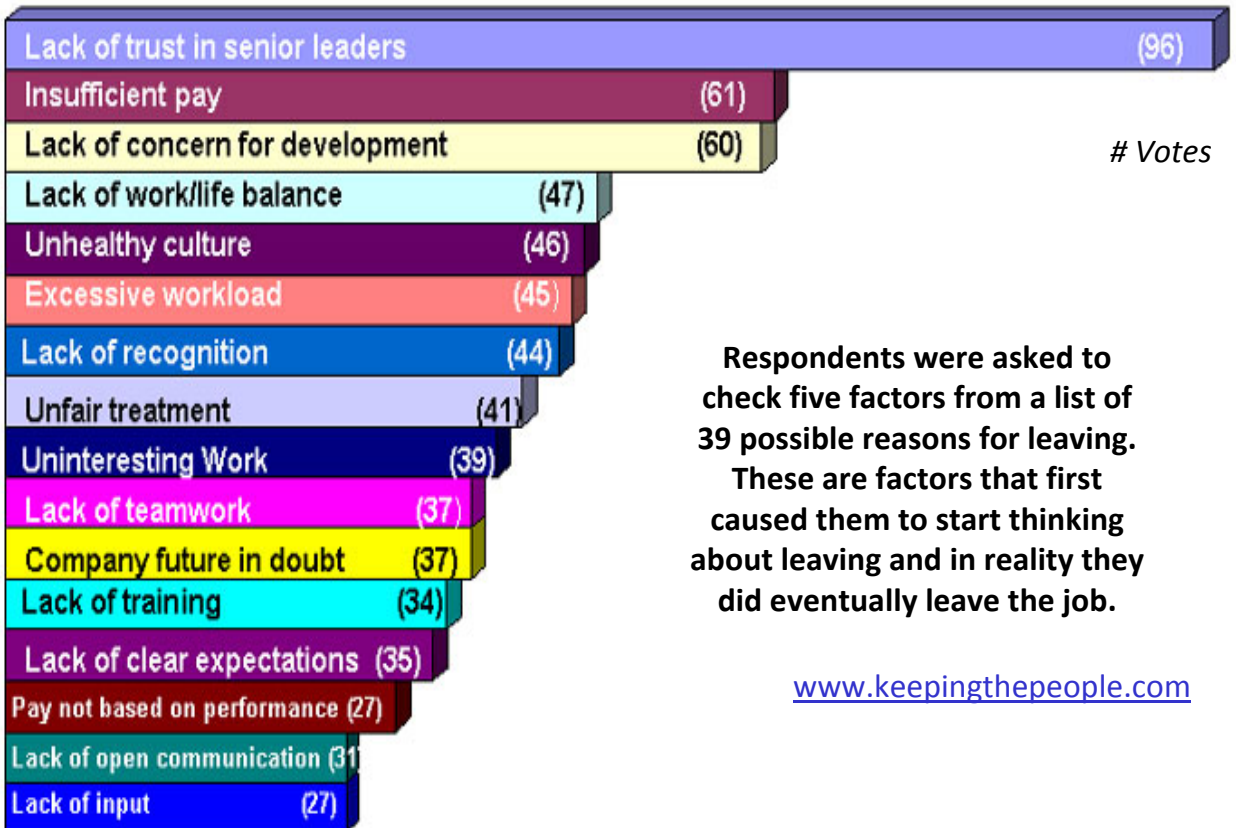 Lack of trust in senior leaders (96)
Insufficient pay (61)
Lack of concern for development (60)
# Votes
Lack of work/life balance (47)
Unhealthy culture (46)
Excessive workload (45)
Lack of recognition (44)
Unfair treatment (41)
Uninteresting Work (39)
Lack of teamwork (37)
Company future in doubt (37)
Lack of training (34)
Lack of clear expectations (35)
Pay not based on performance (27)
Lack of open communication (31)
Lack of input (27)
Respondents were asked to
check five factors from a list of
39 possible reasons for leaving.
These are factors that first
caused them to start thinking
about leaving and in reality they
did eventually leave the job.
www.keepingthepeople.com